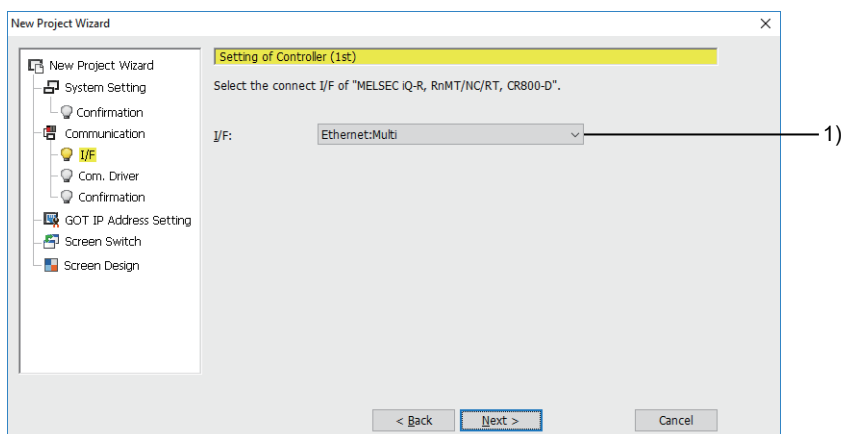 New Project Wizard
New Project Wizard
System Setting
Confirmation
Communication
I/F
Com. Driver
Confirmation
GOT IP Address Setting
Screen Switch
Screen Design
Setting of Controller (1st)
Select the connect I/F of "MELSEC iQ-R, RnMT/NC/RT, CR800-D".
I/F:
Ethernet:Multi
1)
< Back
Next >
Cancel